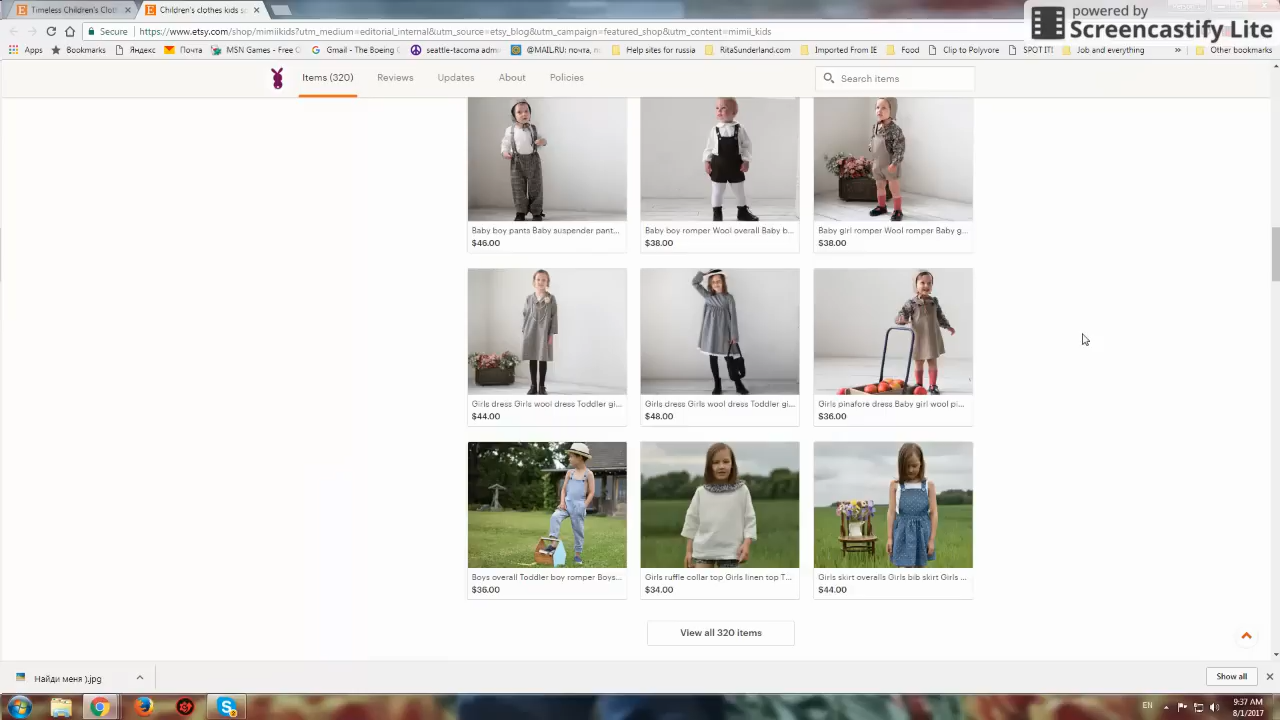 Timeless Children's Clot
Children's clothes kids s
powered by
Screencastify Lite
Secure
https://www.etsy.com/shop/mimiikids?utm_medium=editorial_internal&utm_source=etsy_blog&utm_campaign=featured_shop&utm_content=mimii_kids
Apps
Bookmarks
Яндекс
Почта
MSN Games - Free C
Gmail - The Boeing
seattle-tacoma
@MAIL.RU: почта, п
Help sites for russia
RitaSunderland.com
Imported From IE
Food
Clip to Polyvore
SPOT IT!
Job and everything
»
Other bookmarks
Items (320)
Reviews
Updates
About
Policies
Search items
Baby boy pants Baby suspender pant...
$46.00
Baby boy romper Wool overall Baby b...
$38.00
Baby girl romper Wool romper Baby g...
$38.00
Girls dress Girls wool dress Toddler gi...
$44.00
Girls dress Girls wool dress Toddler gi...
$48.00
Girls pinafore dress Baby girl wool pi...
$36.00
Boys overall Toddler boy romper Boys...
$36.00
Girls ruffle collar top Girls linen top T...
$34.00
Girls skirt overalls Girls bib skirt Girls ...
$44.00
View all 320 items
Найди меня ).jpg
Show all
EN
9:37 AM
8/1/2017